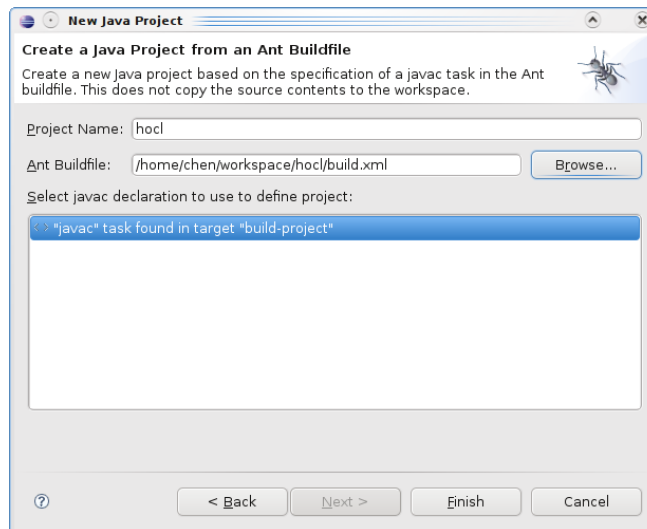 New Java Project
Create a Java Project from an Ant Buildfile
Create a new Java project based on the specification of a javac task in the Ant
buildfile. This does not copy the source contents to the workspace.
Project Name: hocl
Ant Buildfile: /home/chen/workspace/hocl/build.xml Browse...
Select javac declaration to use to define project:
<> "javac" task found in target "build-project"
? < Back Next > Finish Cancel